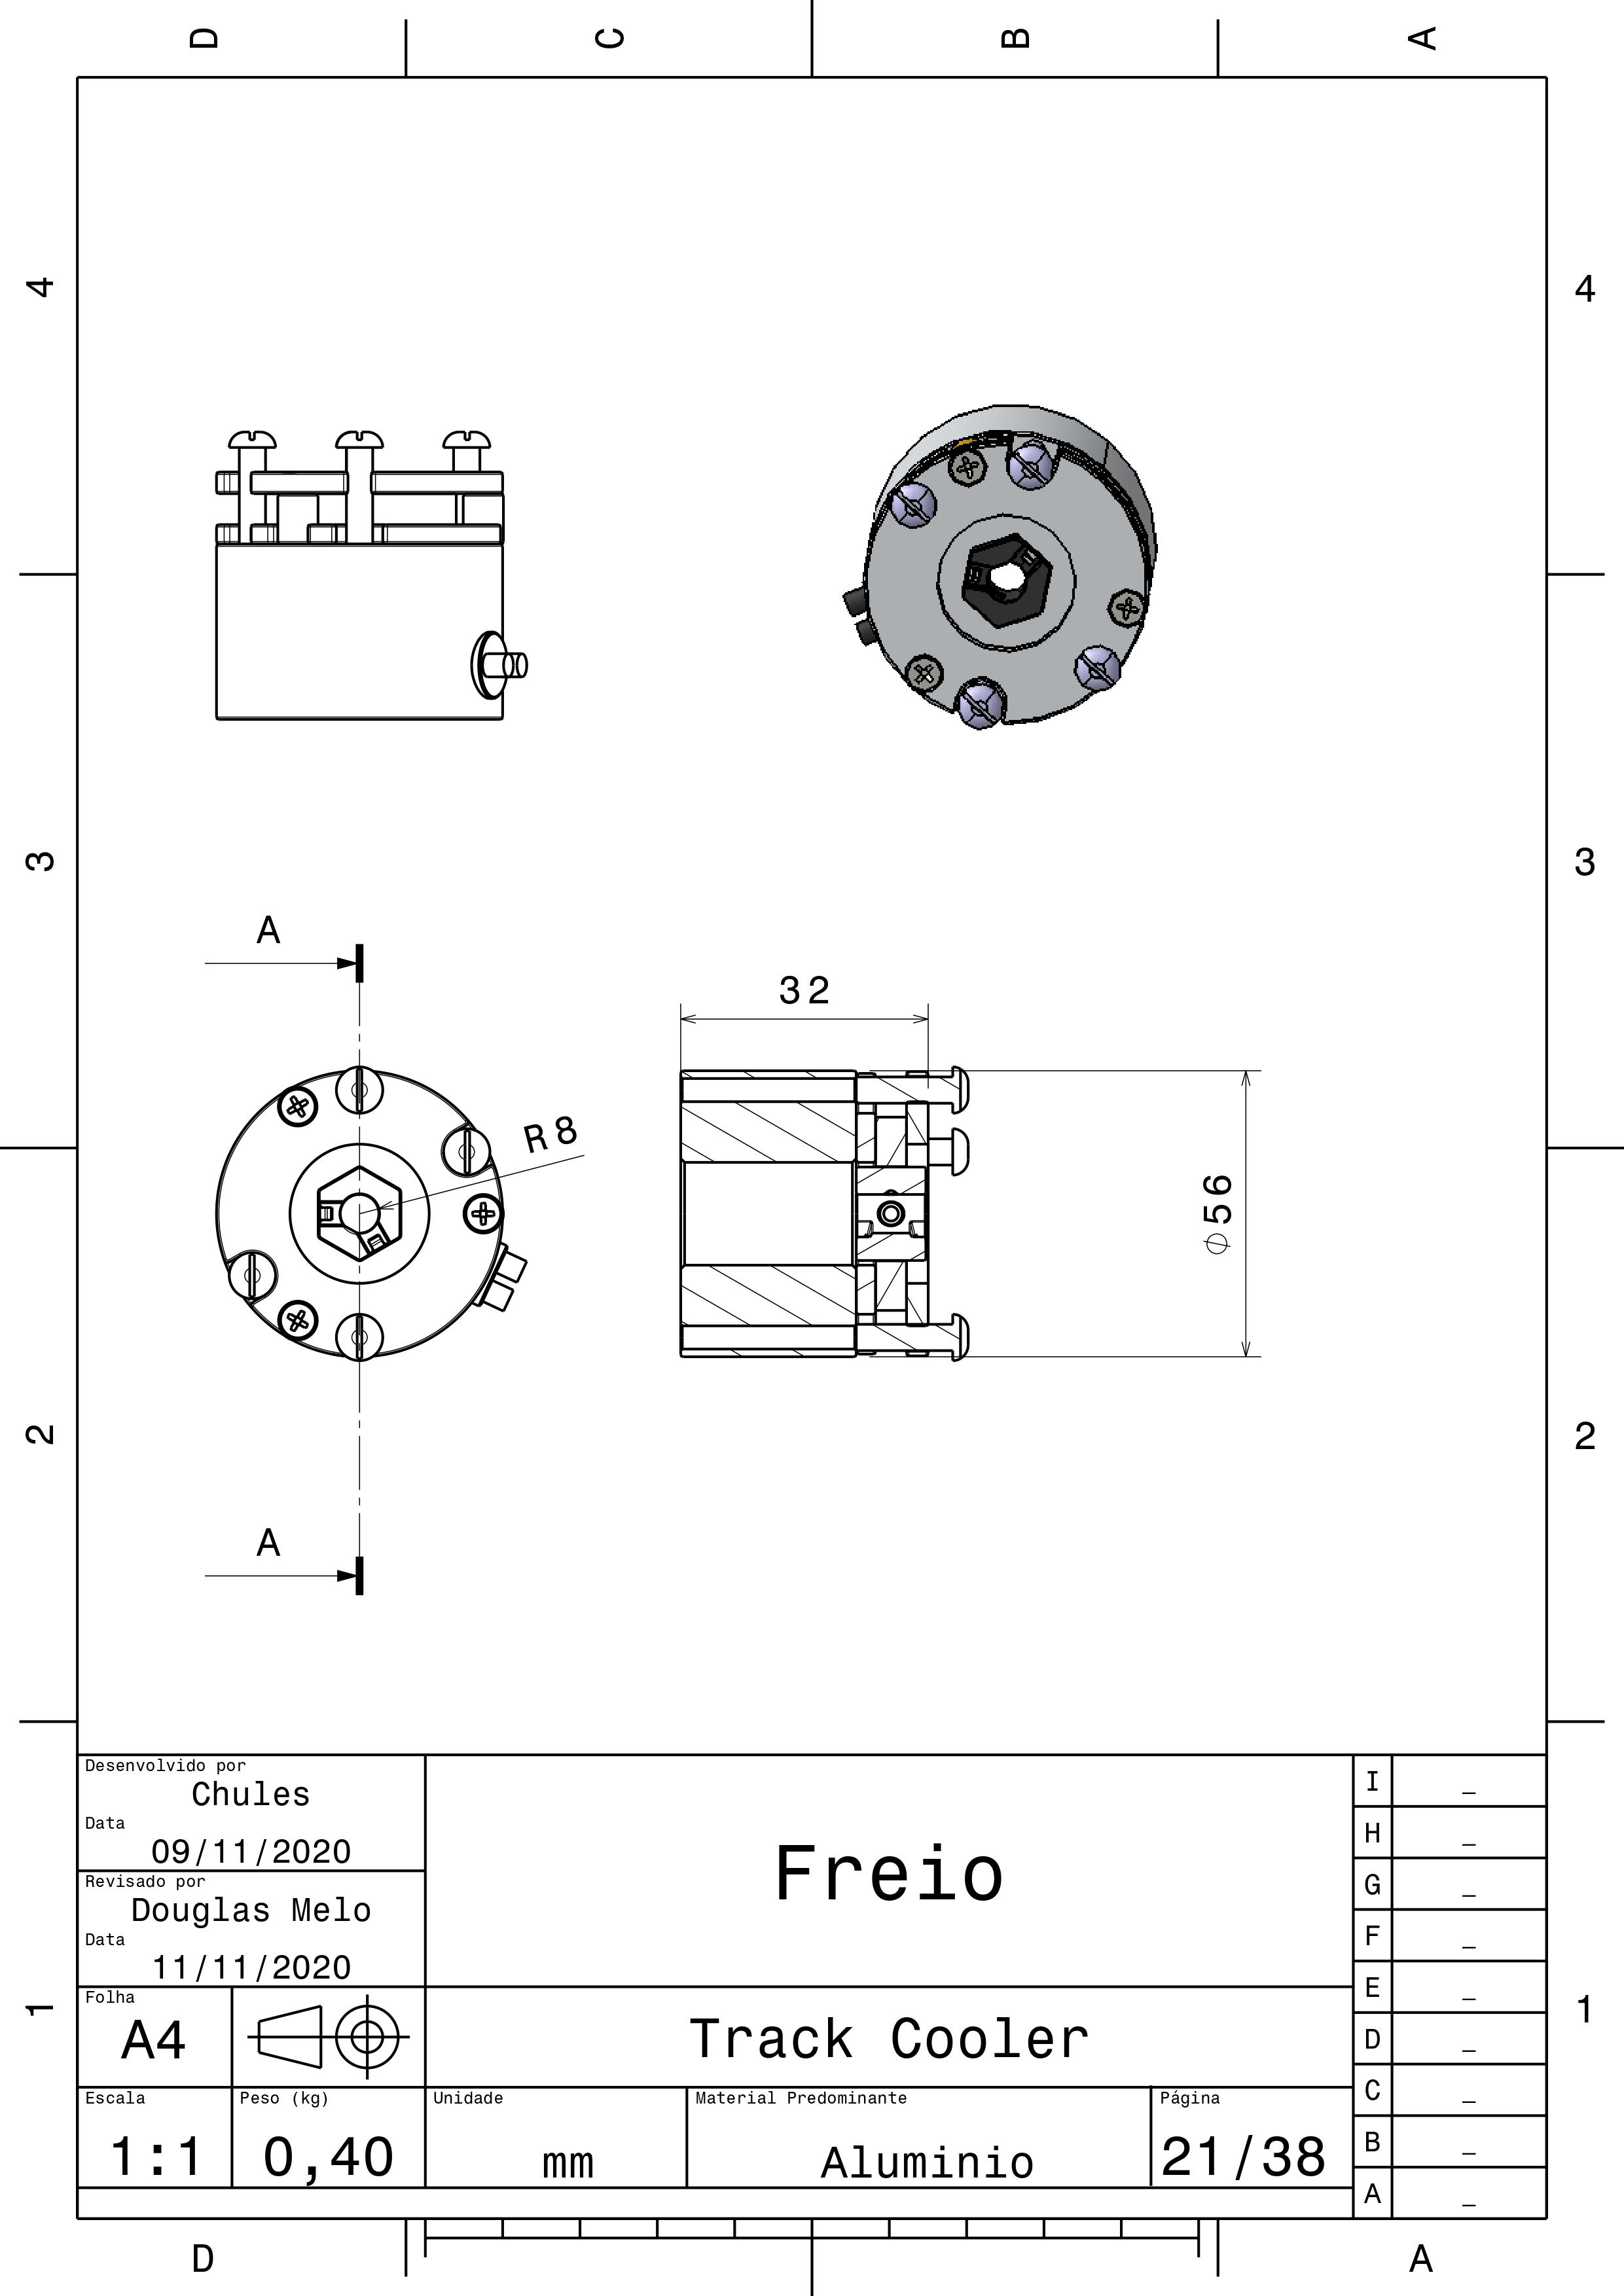 D C B A
4 4
3 3
A
32
R8
⌀56
2 2
A
Desenvolvido por
Chules
Data
09/11/2020
Revisado por
Douglas Melo
Data
11/11/2020
Freio
Folha
A4
Track Cooler
Escala
1:1
Peso (kg)
0,40
Unidade
mm
Material Predominante
Aluminio
Página
21/38
I _
H _
G _
F _
E _
D _
C _
B _
A _
1 1
D A